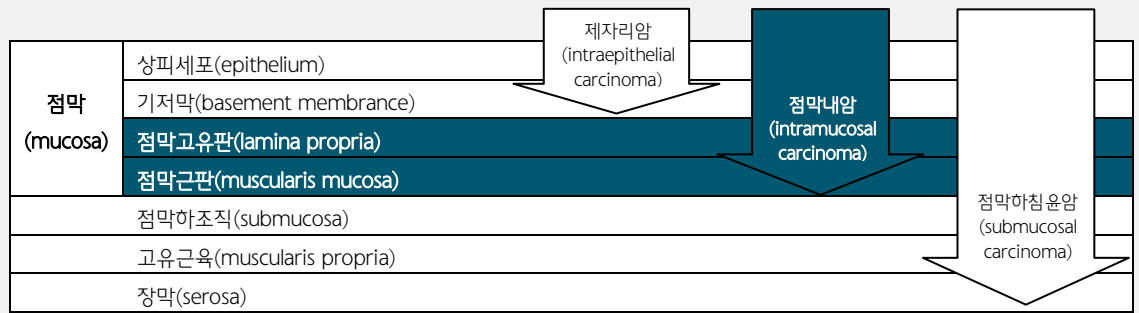 제자리암
(intraepithelial
carcinoma)
상피세포(epithelium)
기저막(basement membrance)
점막
(mucosa)
점막고유판(lamina propria)
점막근판(muscularis mucosa)
점막내암
(intramucosal
carcinoma)
점막하조직(submucosa)
고유근육(muscularis propria)
장막(serosa)
점막하침윤암
(submucosal
carcinoma)